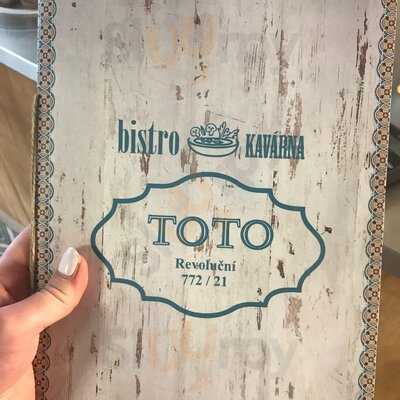 bistro KAVÁRNA
TOTO
Revoluční
772 / 21